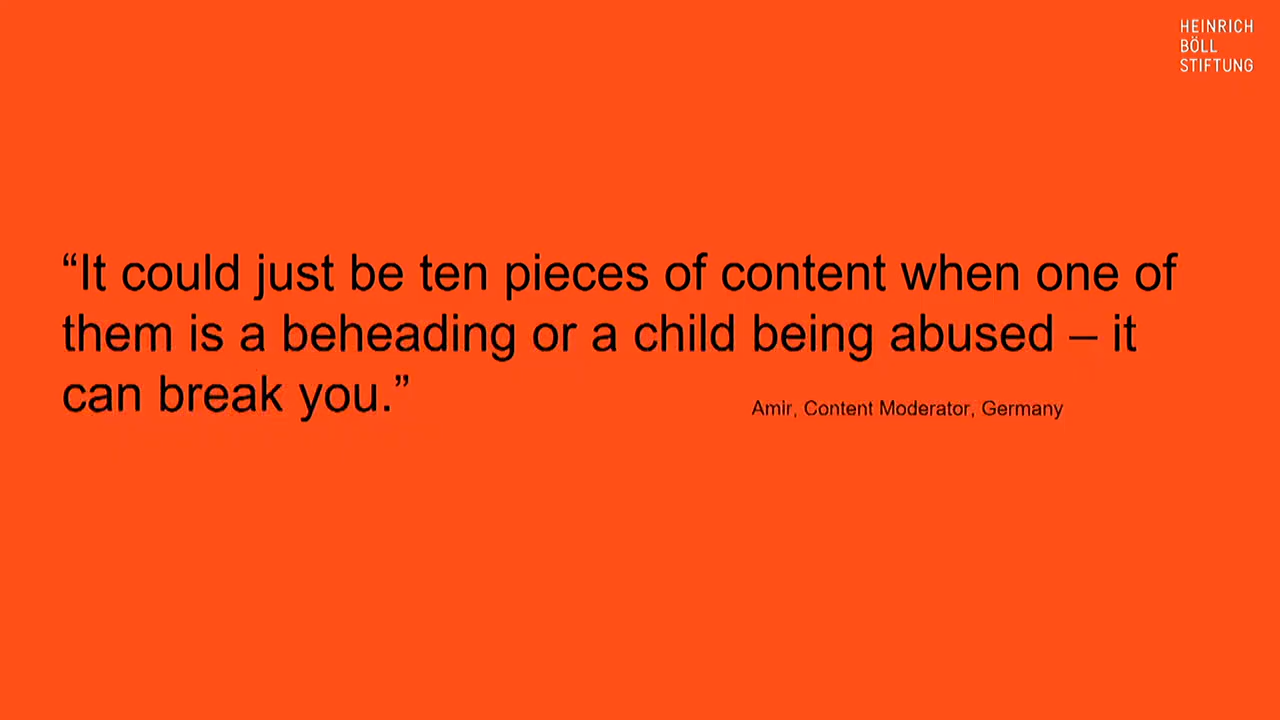 HEINRICH
BÖLL
STIFTUNG
“It could just be ten pieces of content when one of
them is a beheading or a child being abused – it
can break you.”
Amir, Content Moderator, Germany